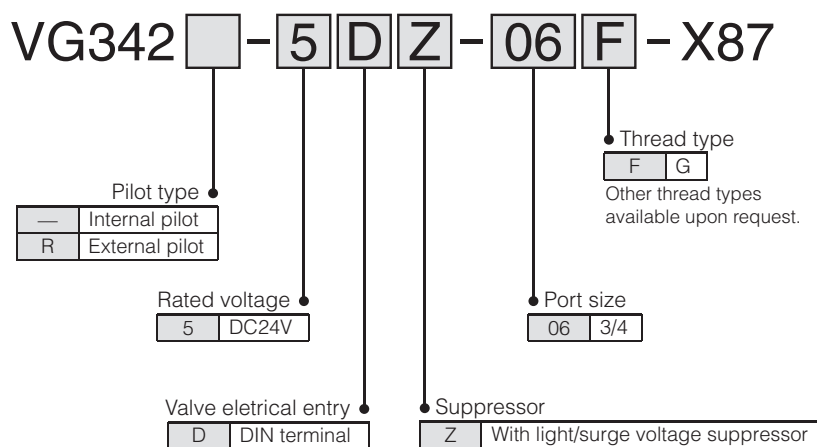 VG342 - 5 D Z - 06 F - X87
Thread type
F G
Other thread types
available upon request.
Pilot type
— Internal pilot
R External pilot
Rated voltage
5 DC24V
Port size
06 3/4
Valve eletrical entry
D DIN terminal
Suppressor
Z With light/surge voltage suppressor